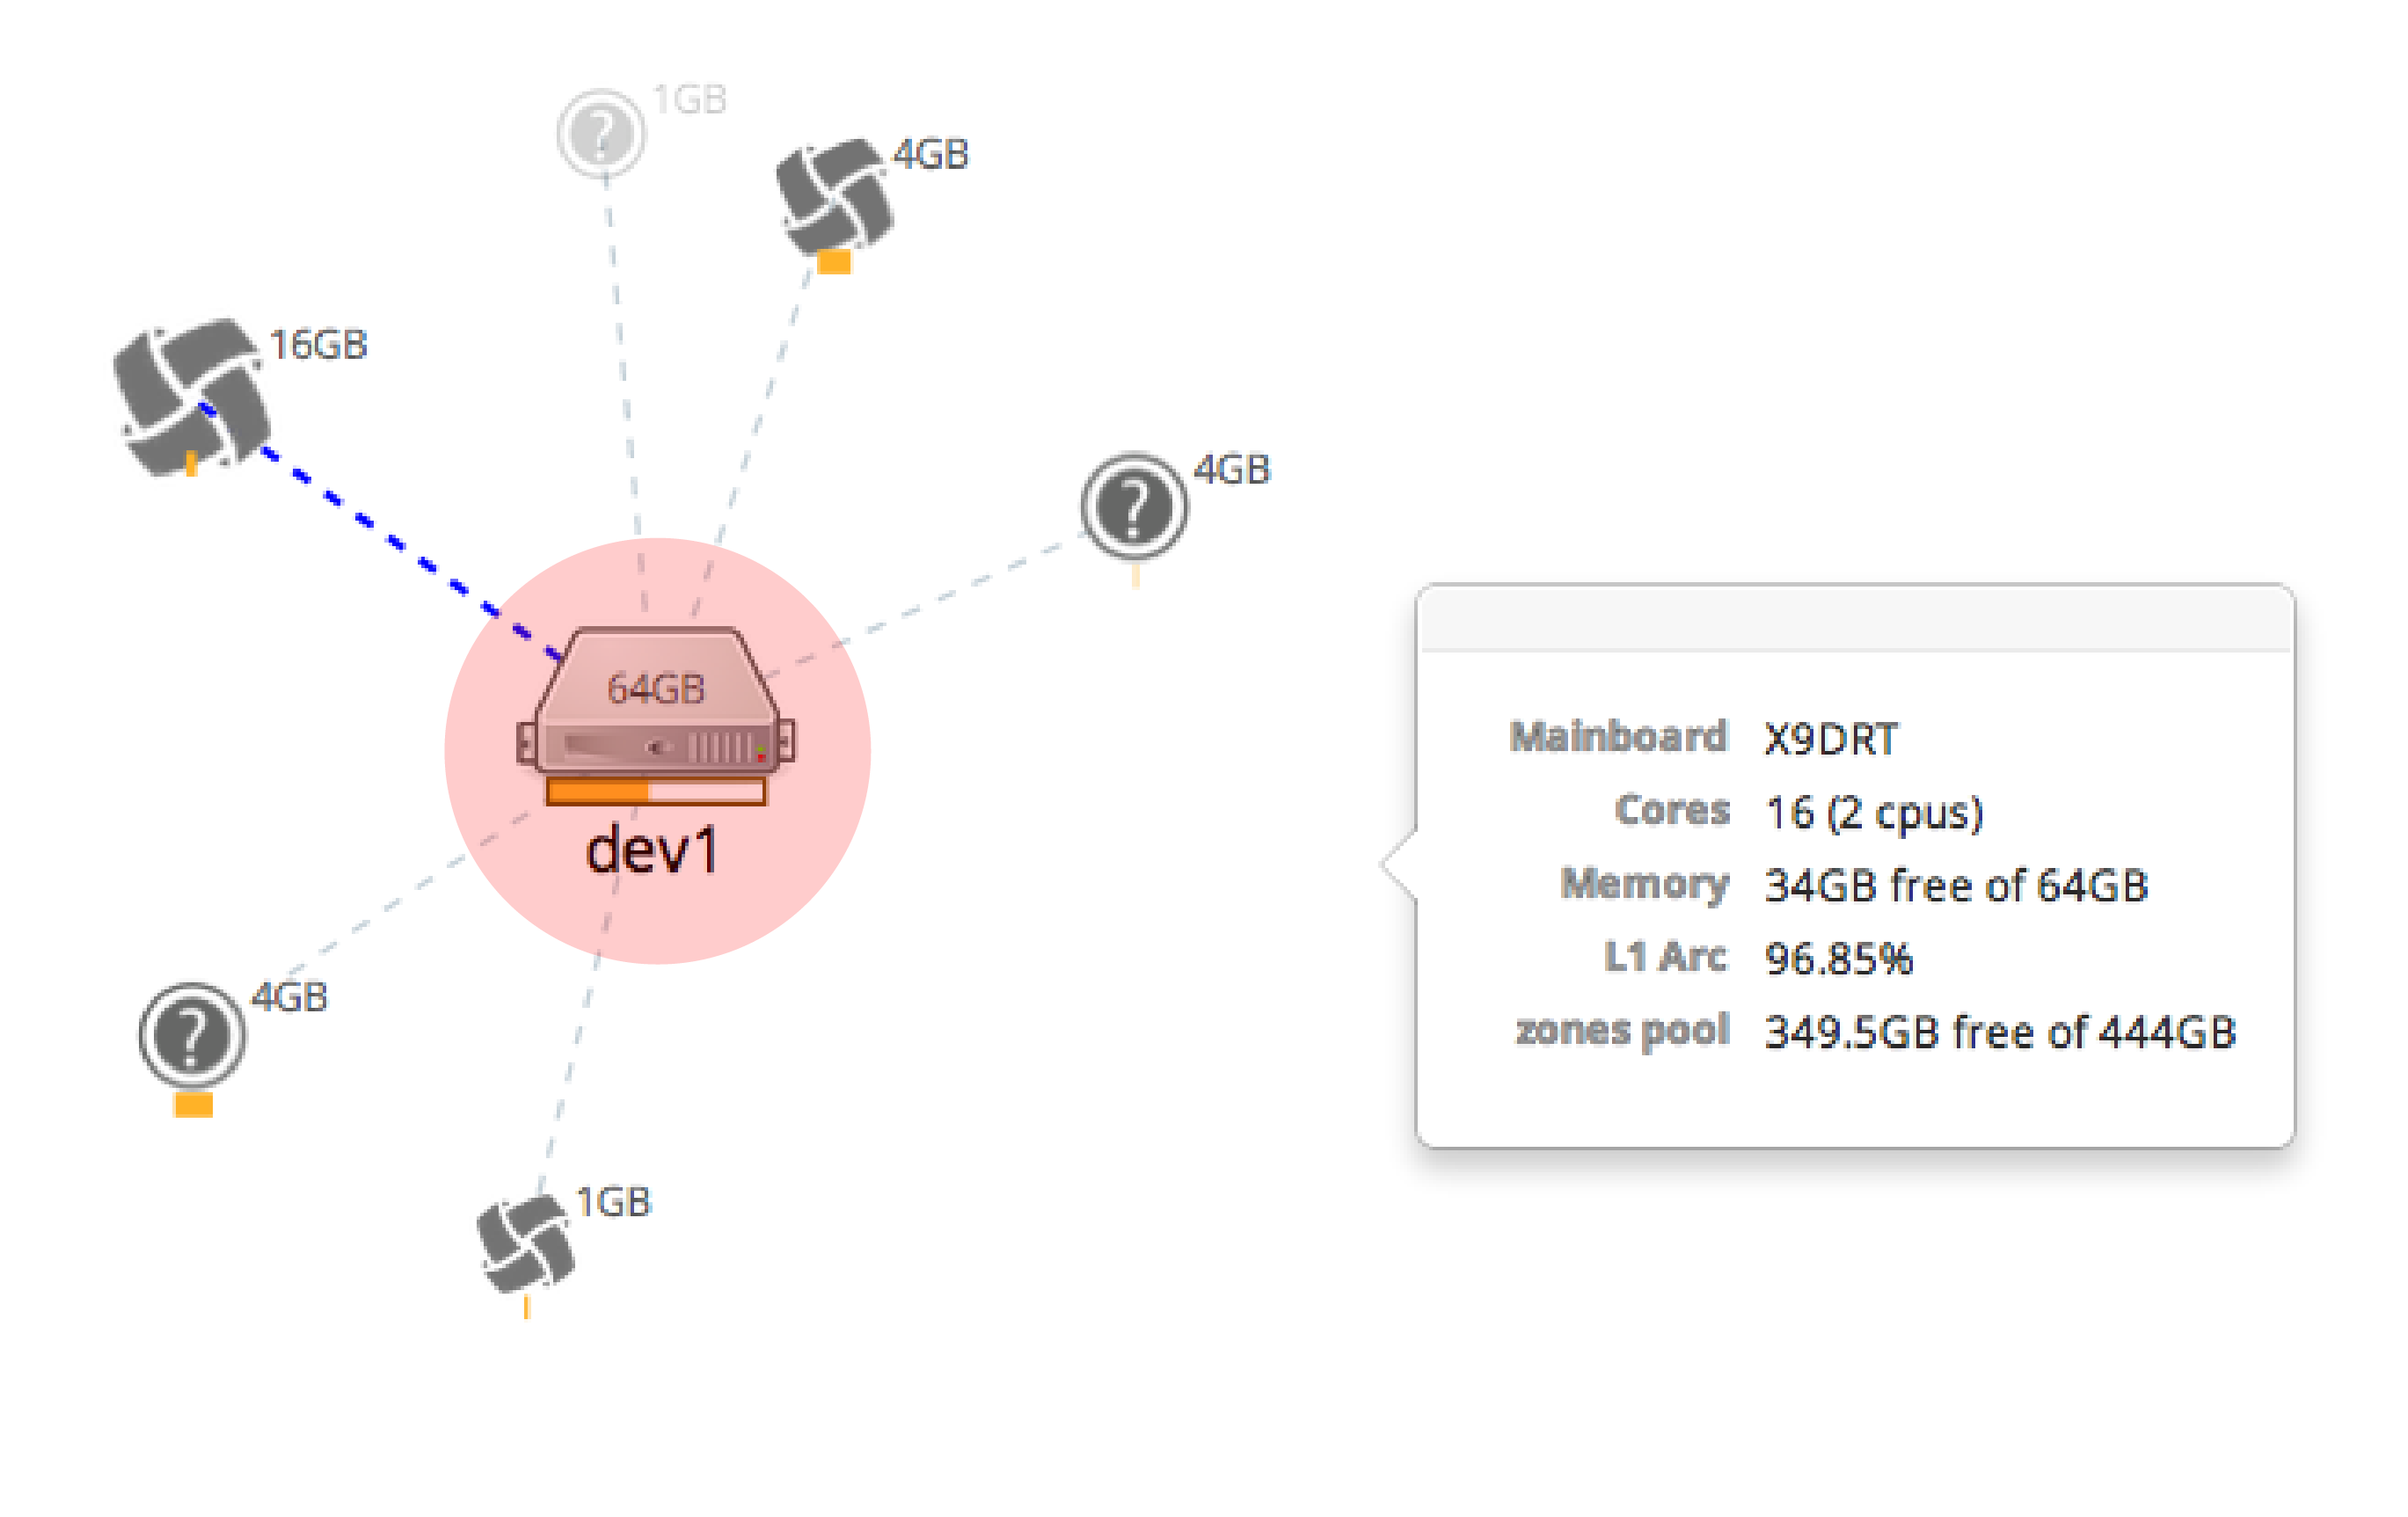 1GB
4GB
16GB
4GB
64GB
dev1
4GB
1GB
Mainboard X9DRT
Cores 16 (2 cpus)
Memory 34GB free of 64GB
L1 Arc 96.85%
zones pool 349.5GB free of 444GB